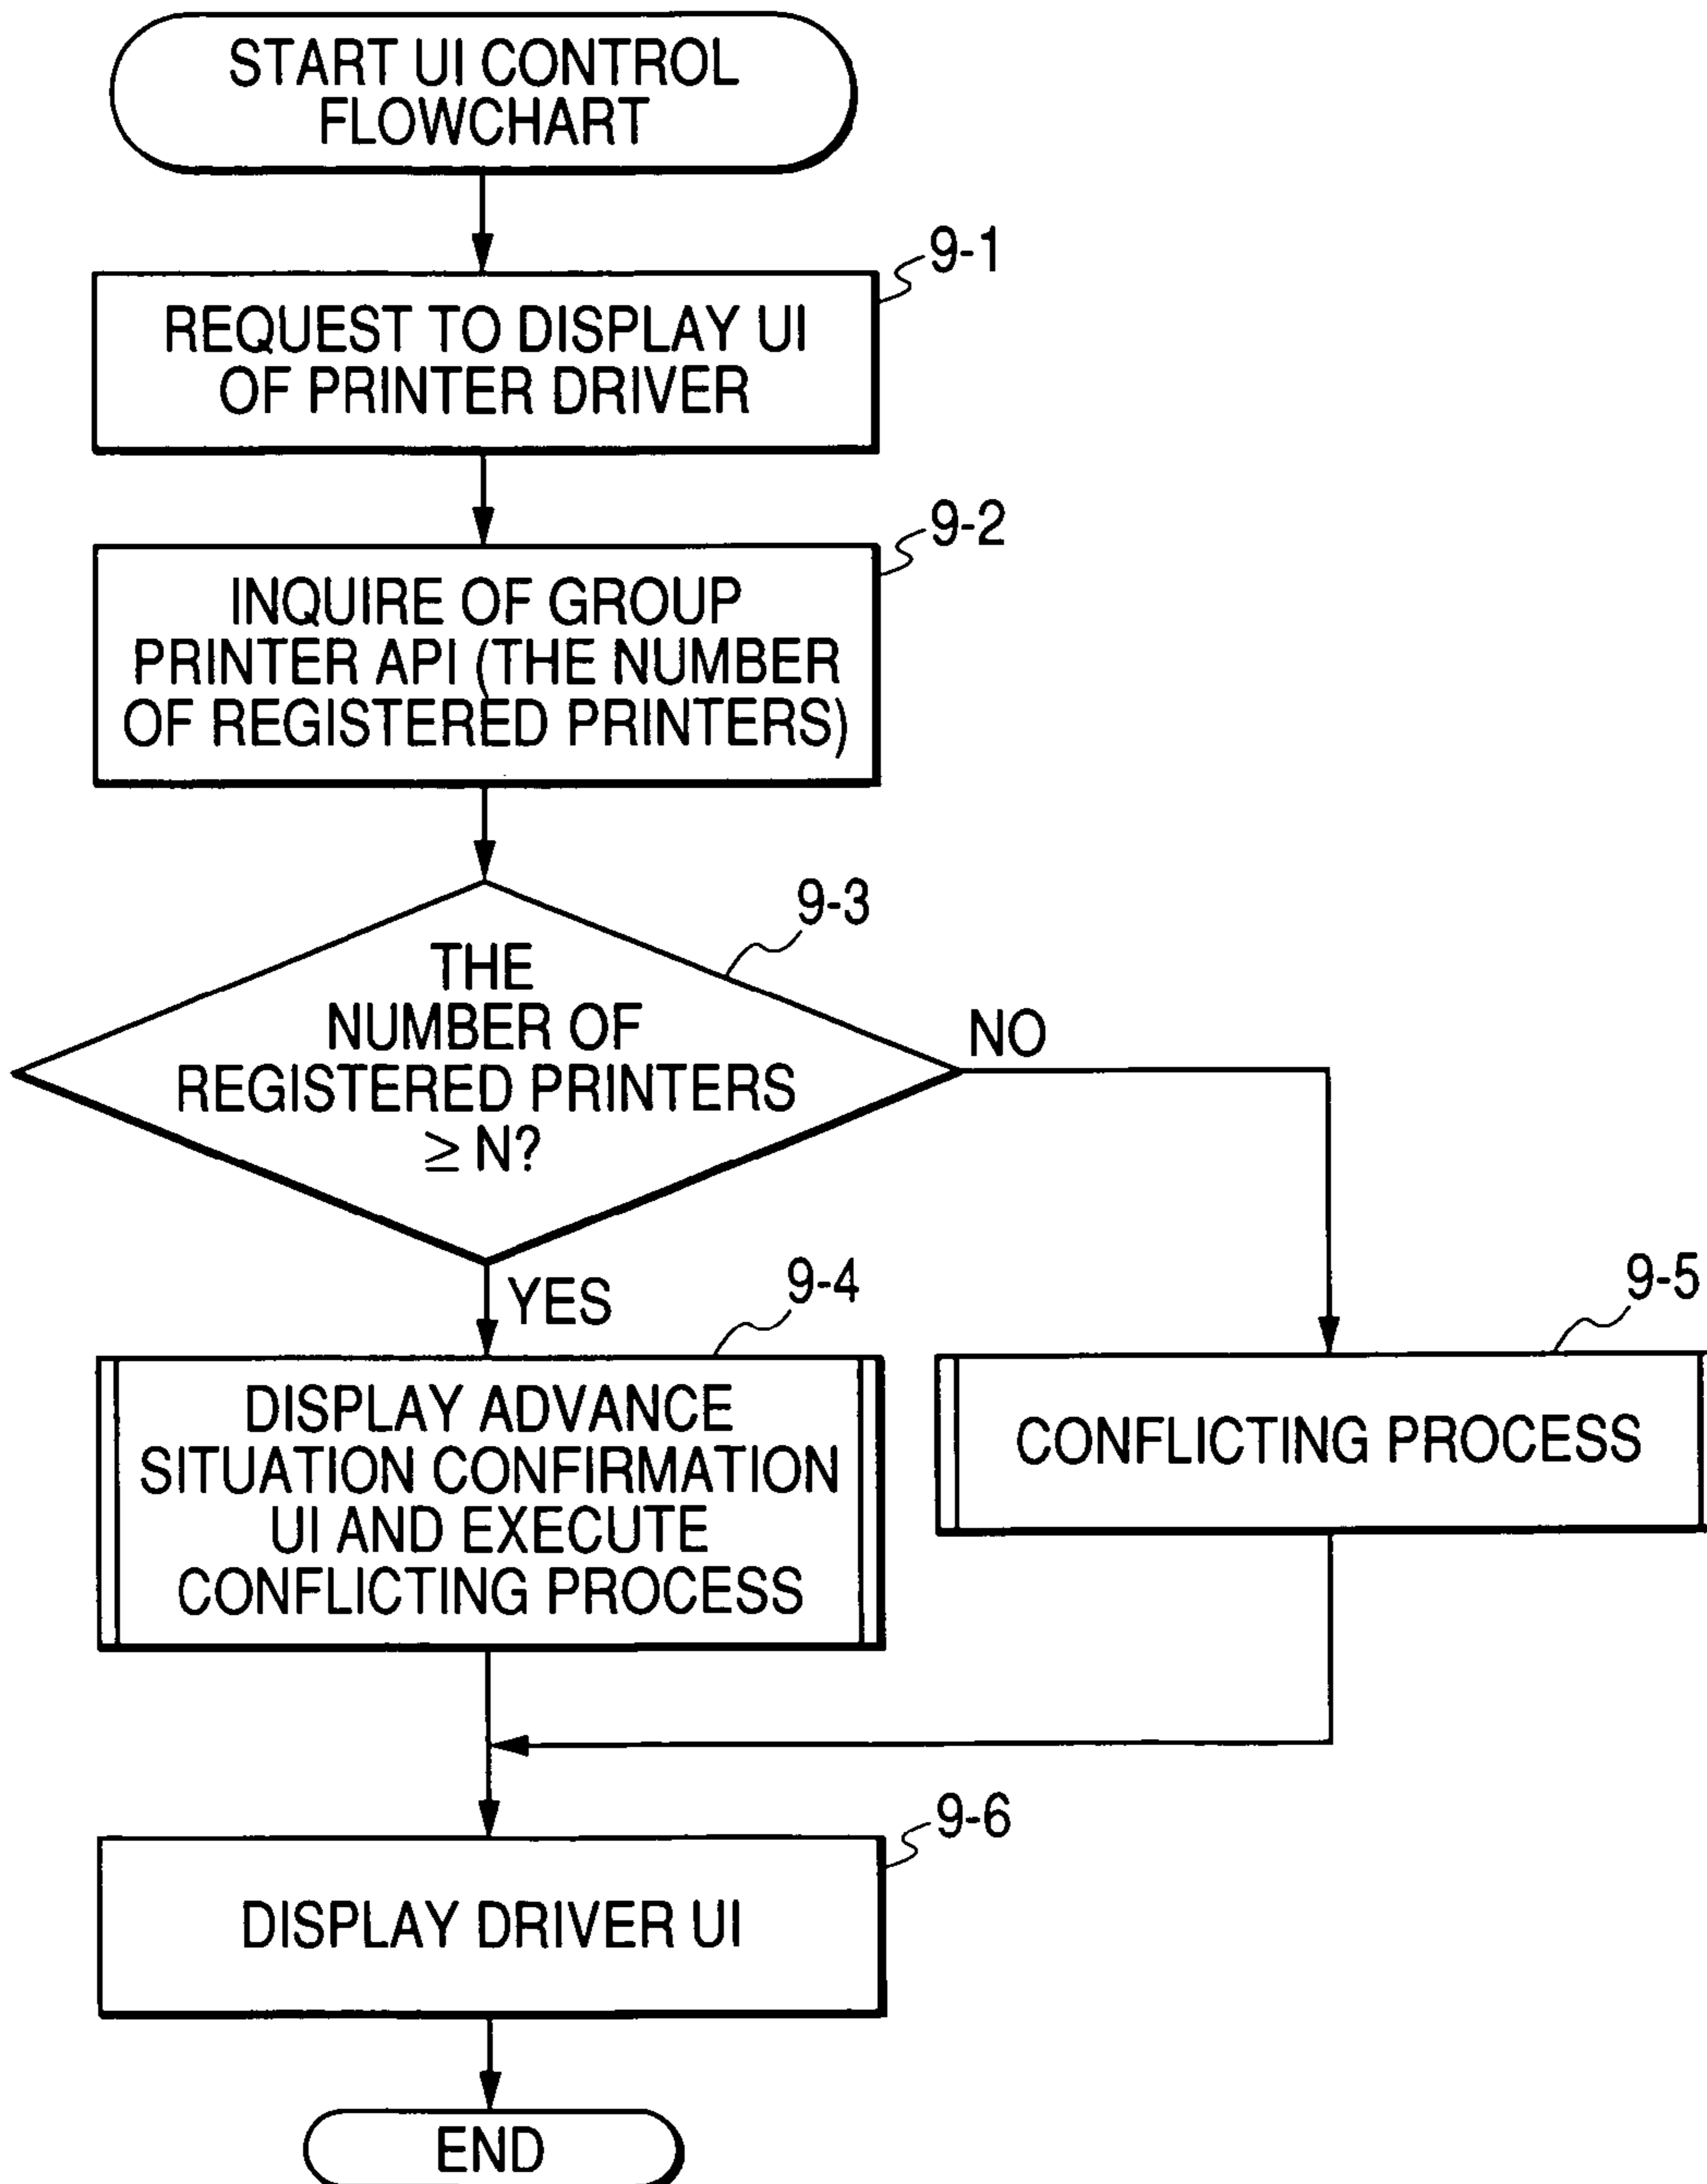 START UI CONTROL
FLOWCHART
9-1
REQUEST TO DISPLAY UI
OF PRINTER DRIVER
9-2
INQUIRE OF GROUP
PRINTER API (THE NUMBER
OF REGISTERED PRINTERS)
9-3
THE
NUMBER OF
REGISTERED PRINTERS
≥ N?
NO
YES
9-4
DISPLAY ADVANCE
SITUATION CONFIRMATION
UI AND EXECUTE
CONFLICTING PROCESS
9-5
CONFLICTING PROCESS
9-6
DISPLAY DRIVER UI
END